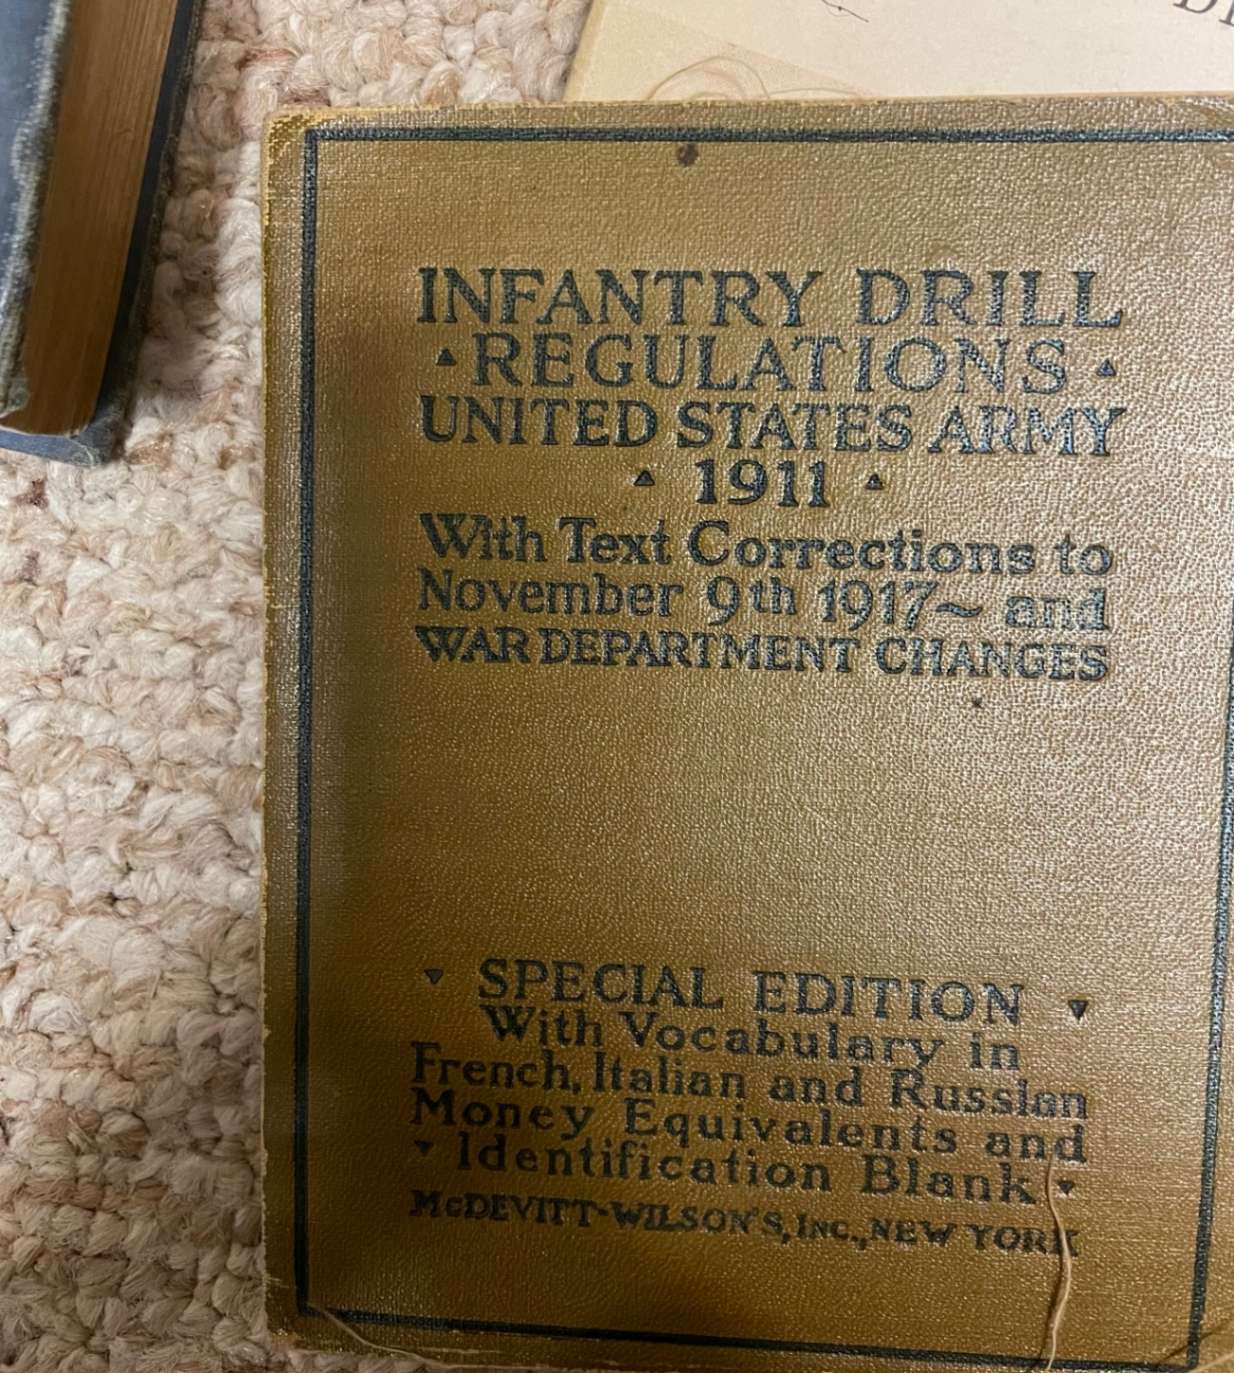 INFANTRY DRILL
REGULATIONS
UNITED STATES ARMY
1911
With Text Corrections to
November 9th 1917~ and
WAR DEPARTMENT CHANGES
SPECIAL EDITION
With Vocabulary in
French, Italian and Russian
Money Equivalents and
Identification Blank
McDEVITT-WILSON'S, INC., NEW YORK